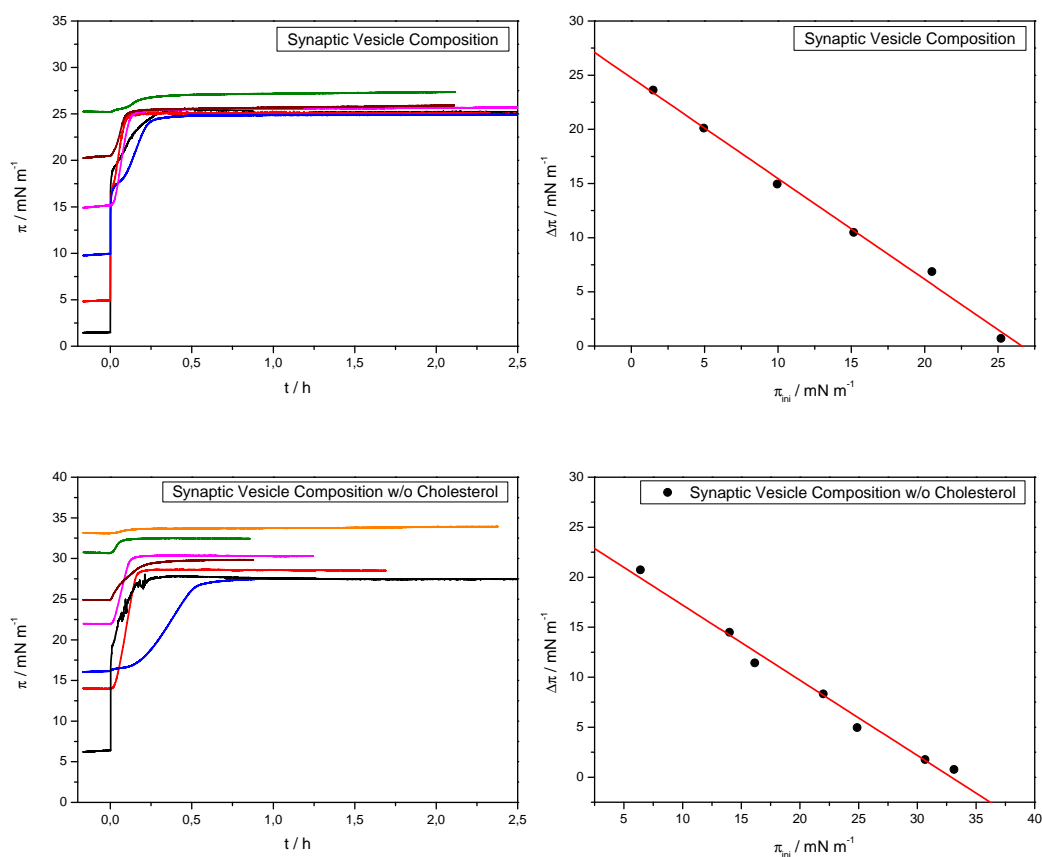 Synaptic Vesicle Composition
35
30
25
20
15
10
5
0
π / mN m⁻¹
0,0 0,5 1,0 1,5 2,0 2,5
t / h
Synaptic Vesicle Composition
30
25
20
15
10
5
0
Δπ / mN m⁻¹
0 5 10 15 20 25
π_ini / mN m⁻¹
Synaptic Vesicle Composition w/o Cholesterol
40
35
30
25
20
15
10
5
0
π / mN m⁻¹
0,0 0,5 1,0 1,5 2,0 2,5
t / h
Synaptic Vesicle Composition w/o Cholesterol
30
25
20
15
10
5
0
Δπ / mN m⁻¹
5 10 15 20 25 30 35 40
π_ini / mN m⁻¹